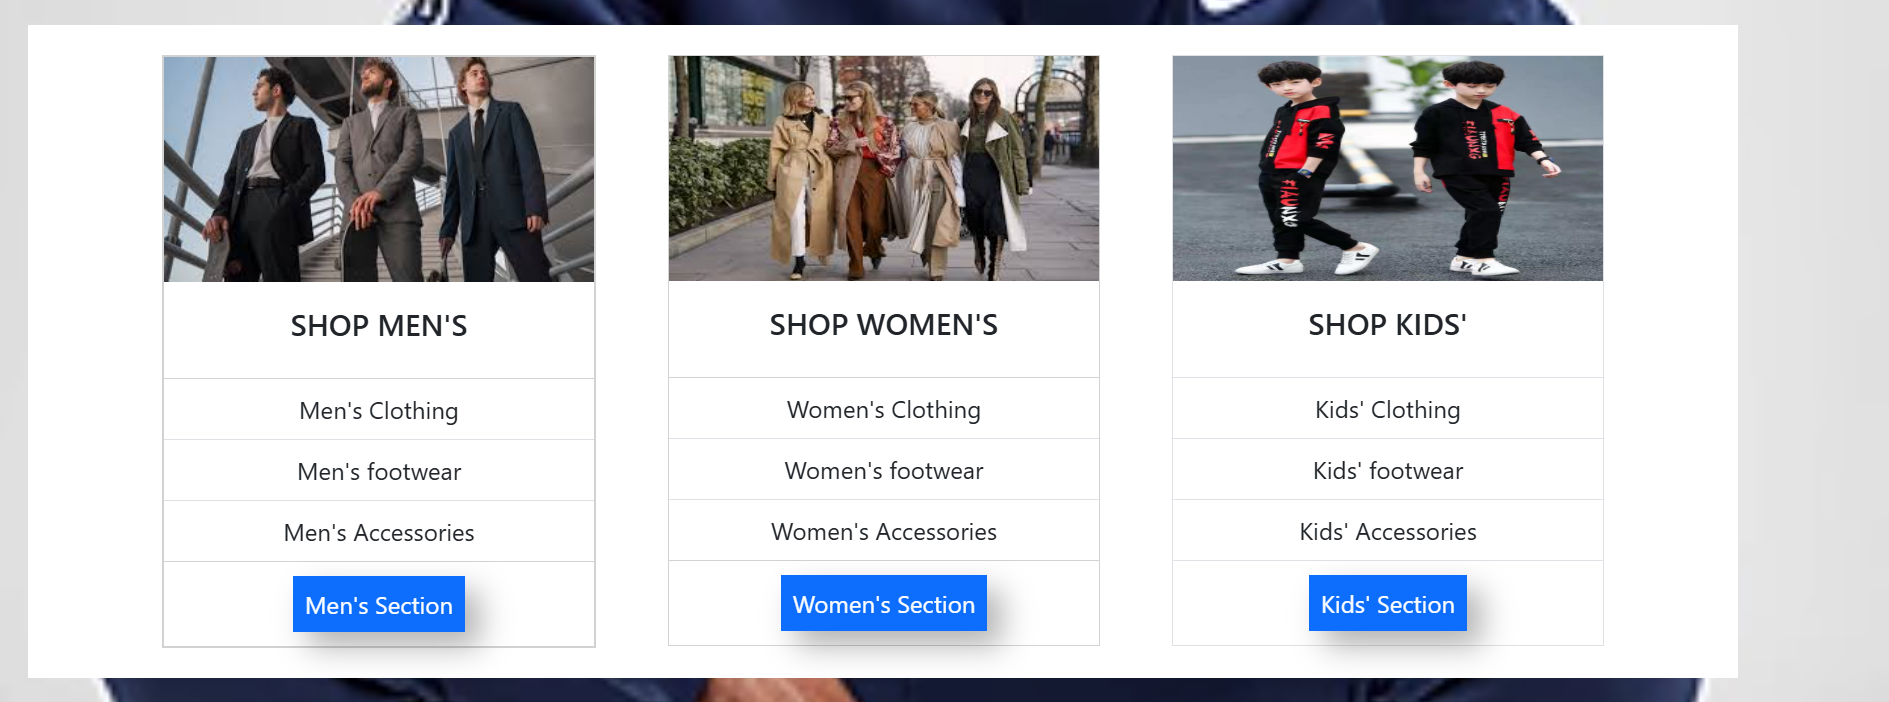 SHOP MEN'S
Men's Clothing
Men's footwear
Men's Accessories
Men's Section
SHOP WOMEN'S
Women's Clothing
Women's footwear
Women's Accessories
Women's Section
SHOP KIDS'
Kids' Clothing
Kids' footwear
Kids' Accessories
Kids' Section